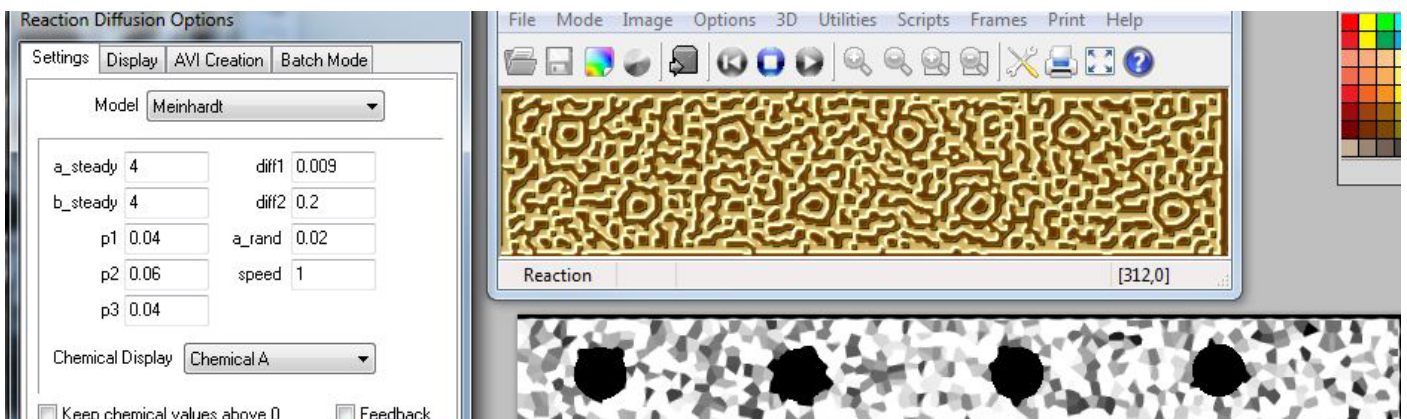 Reaction Diffusion Options
Settings Display AVI Creation Batch Mode
Model Meinhardt
a_steady 4 diff1 0.009
b_steady 4 diff2 0.2
p1 0.04 a_rand 0.02
p2 0.06 speed 1
p3 0.04
Chemical Display Chemical A
Keep chemical values above 0 Feedback
File Mode Image Options 3D Utilities Scripts Frames Print Help
Reaction [312,0]